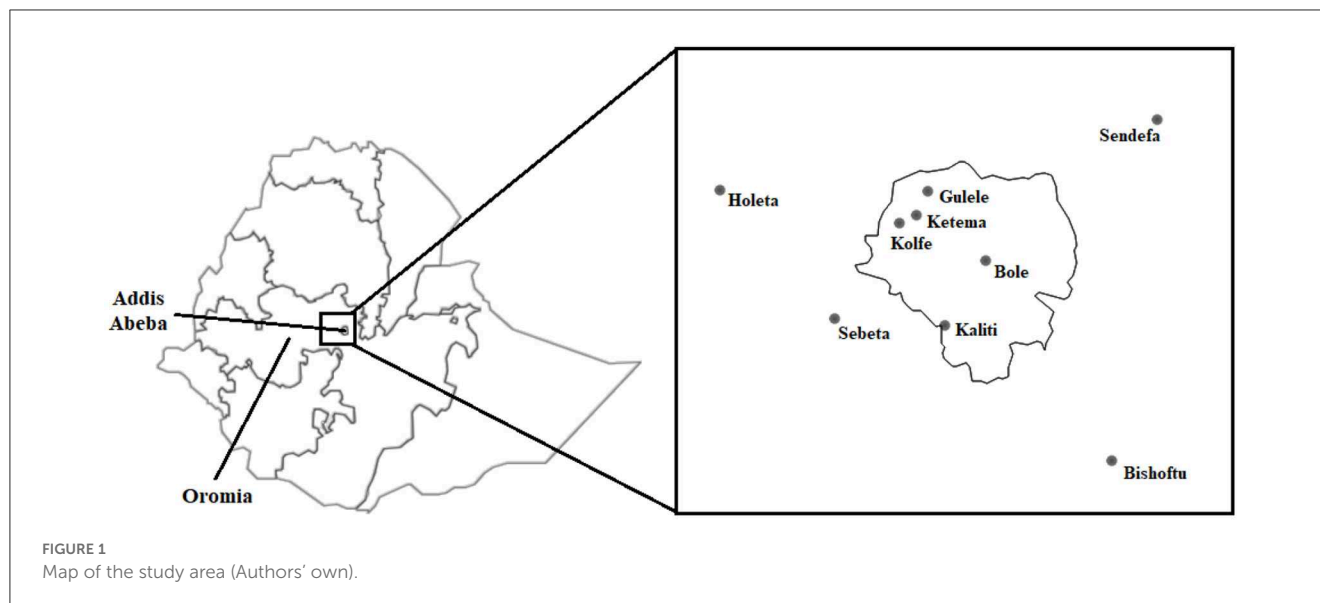 Addis
Abeba
Oromia
Sendefa
Holeta
Gulele
Ketema
Kolfe
Bole
Sebeta
Kaliti
Bishoftu
FIGURE 1
Map of the study area (Authors' own).